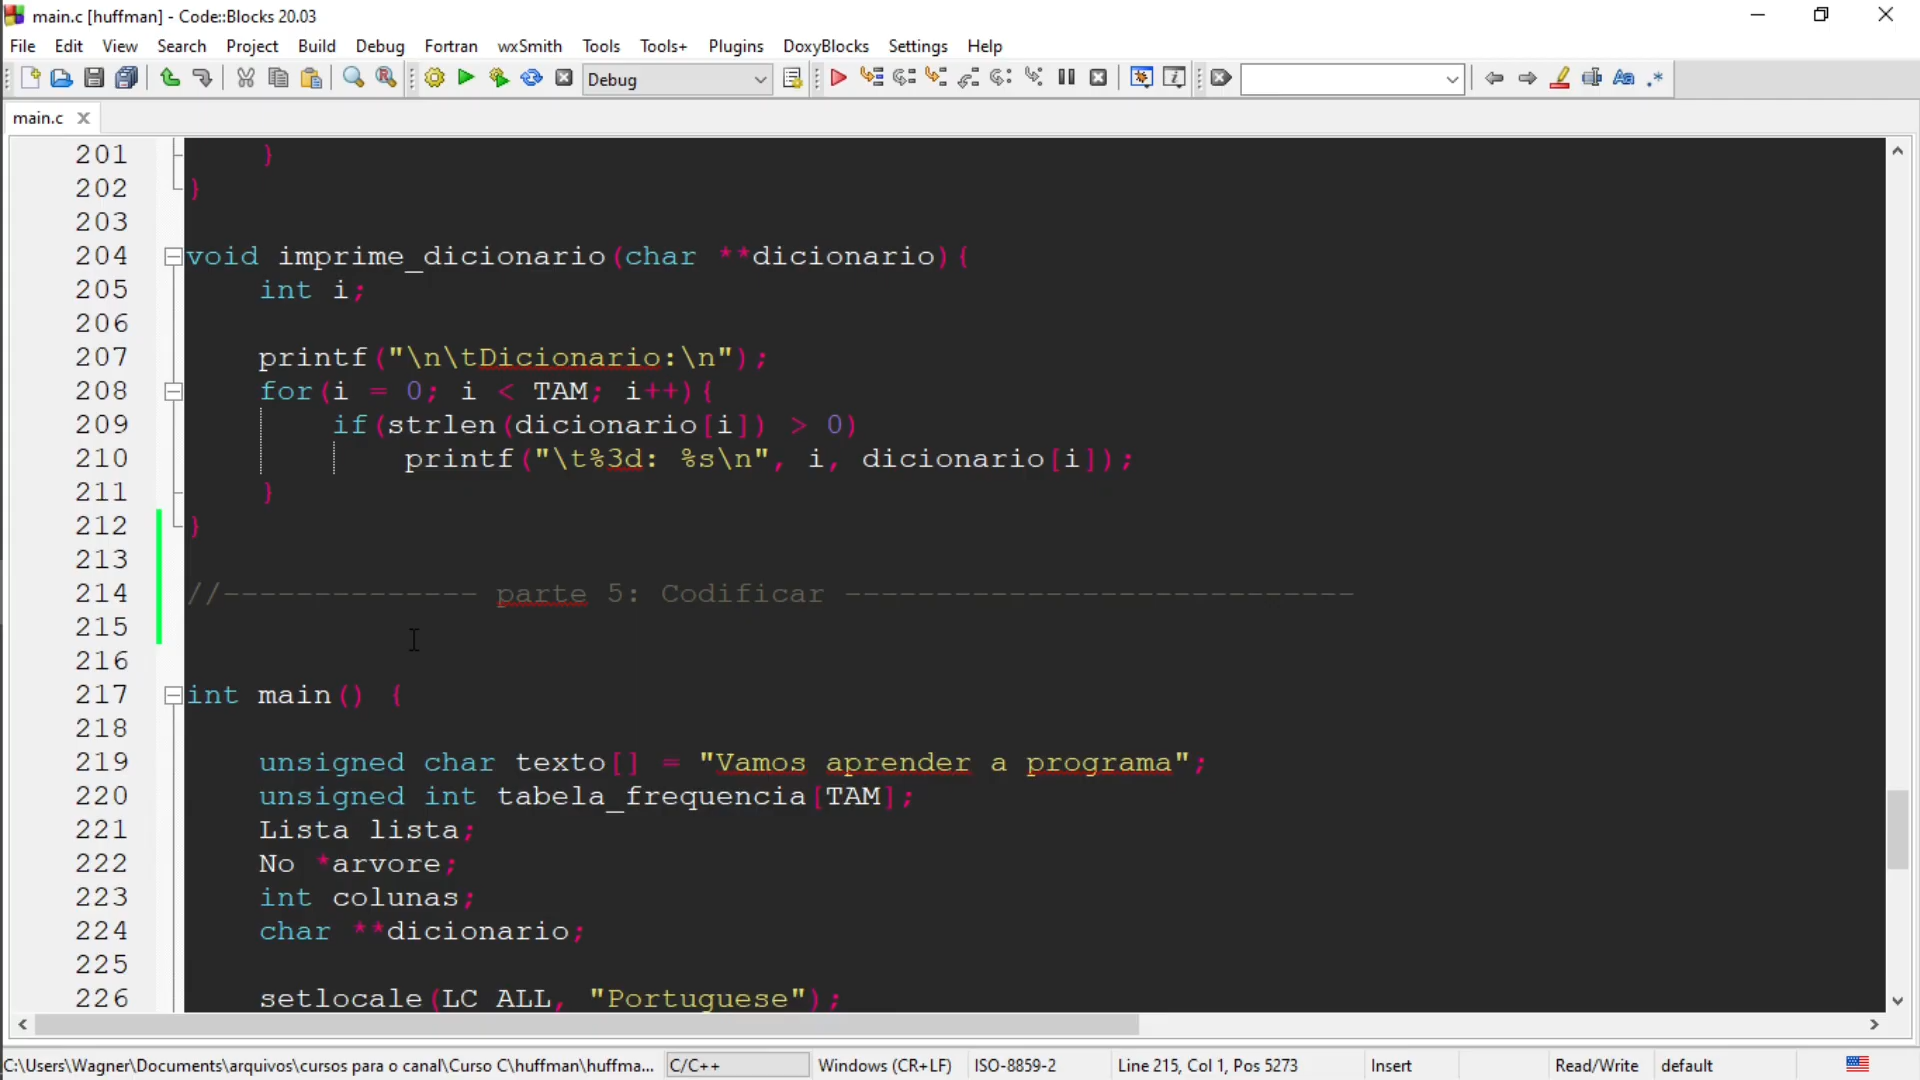 main.c [huffman] - Code::Blocks 20.03
File Edit View Search Project Build Debug Fortran wxSmith Tools Tools+ Plugins DoxyBlocks Settings Help
Debug
main.c
201 }
202 }
203
204 void imprime_dicionario(char **dicionario){
205 int i;
206
207 printf("\n\tDicionario:\n");
208 for(i = 0; i < TAM; i++){
209 if(strlen(dicionario[i]) > 0)
210 printf("\t%3d: %s\n", i, dicionario[i]);
211 }
212 }
213
214 //-------------- parte 5: Codificar ----------------------------
215
216
217 int main() {
218
219 unsigned char texto[] = "Vamos aprender a programa";
220 unsigned int tabela_frequencia[TAM];
221 Lista lista;
222 No *arvore;
223 int colunas;
224 char **dicionario;
225
226 setlocale(LC_ALL, "Portuguese");
C:\Users\Wagner\Documents\arquivos\cursos para o canal\Curso C\huffman\huffma... C/C++ Windows (CR+LF) ISO-8859-2 Line 215, Col 1, Pos 5273 Insert Read/Write default